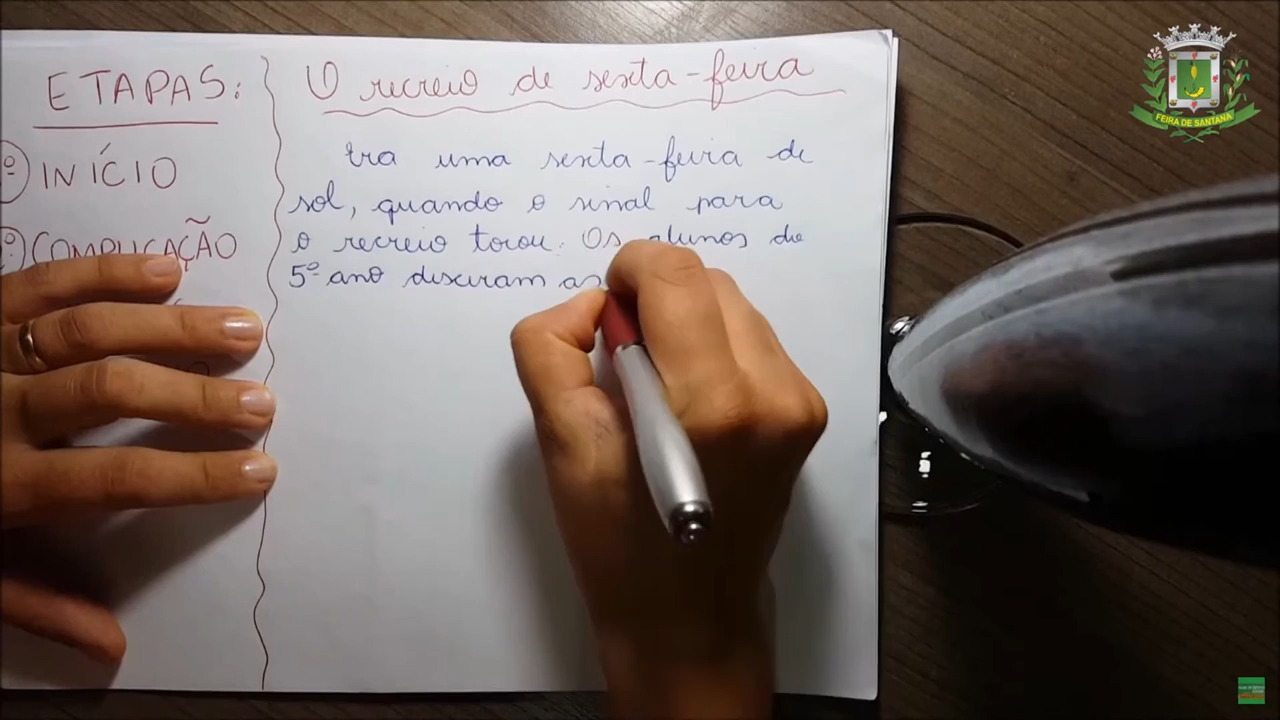 ETAPAS:
º) INÍCIO
º) COMPLICAÇÃO
O recreio de sexta-feira
Era uma sexta-feira de
sol, quando o sinal para
o recreio tocou. Os alunos do
5º ano desceram as
FEIRA DE SANTANA